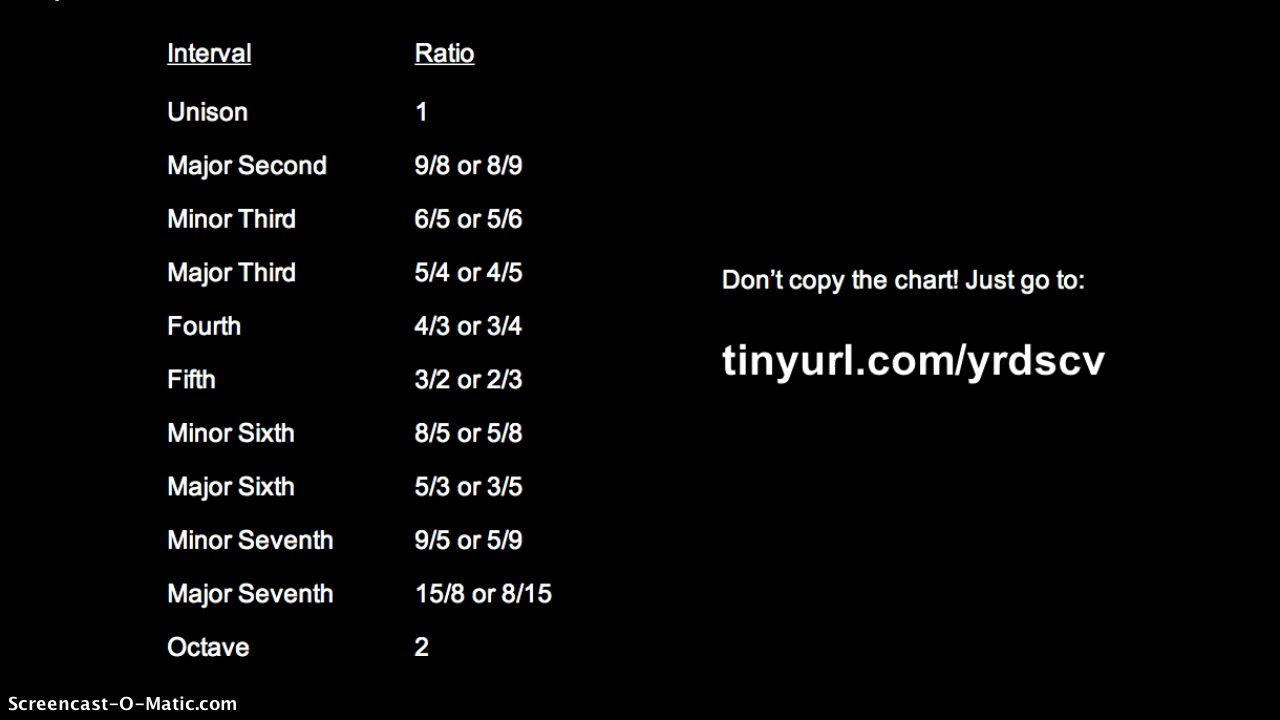 Interval Ratio
Unison 1
Major Second 9/8 or 8/9
Minor Third 6/5 or 5/6
Major Third 5/4 or 4/5
Fourth 4/3 or 3/4
Fifth 3/2 or 2/3
Minor Sixth 8/5 or 5/8
Major Sixth 5/3 or 3/5
Minor Seventh 9/5 or 5/9
Major Seventh 15/8 or 8/15
Octave 2
Don’t copy the chart! Just go to:
tinyurl.com/yrdscv
Screencast-O-Matic.com